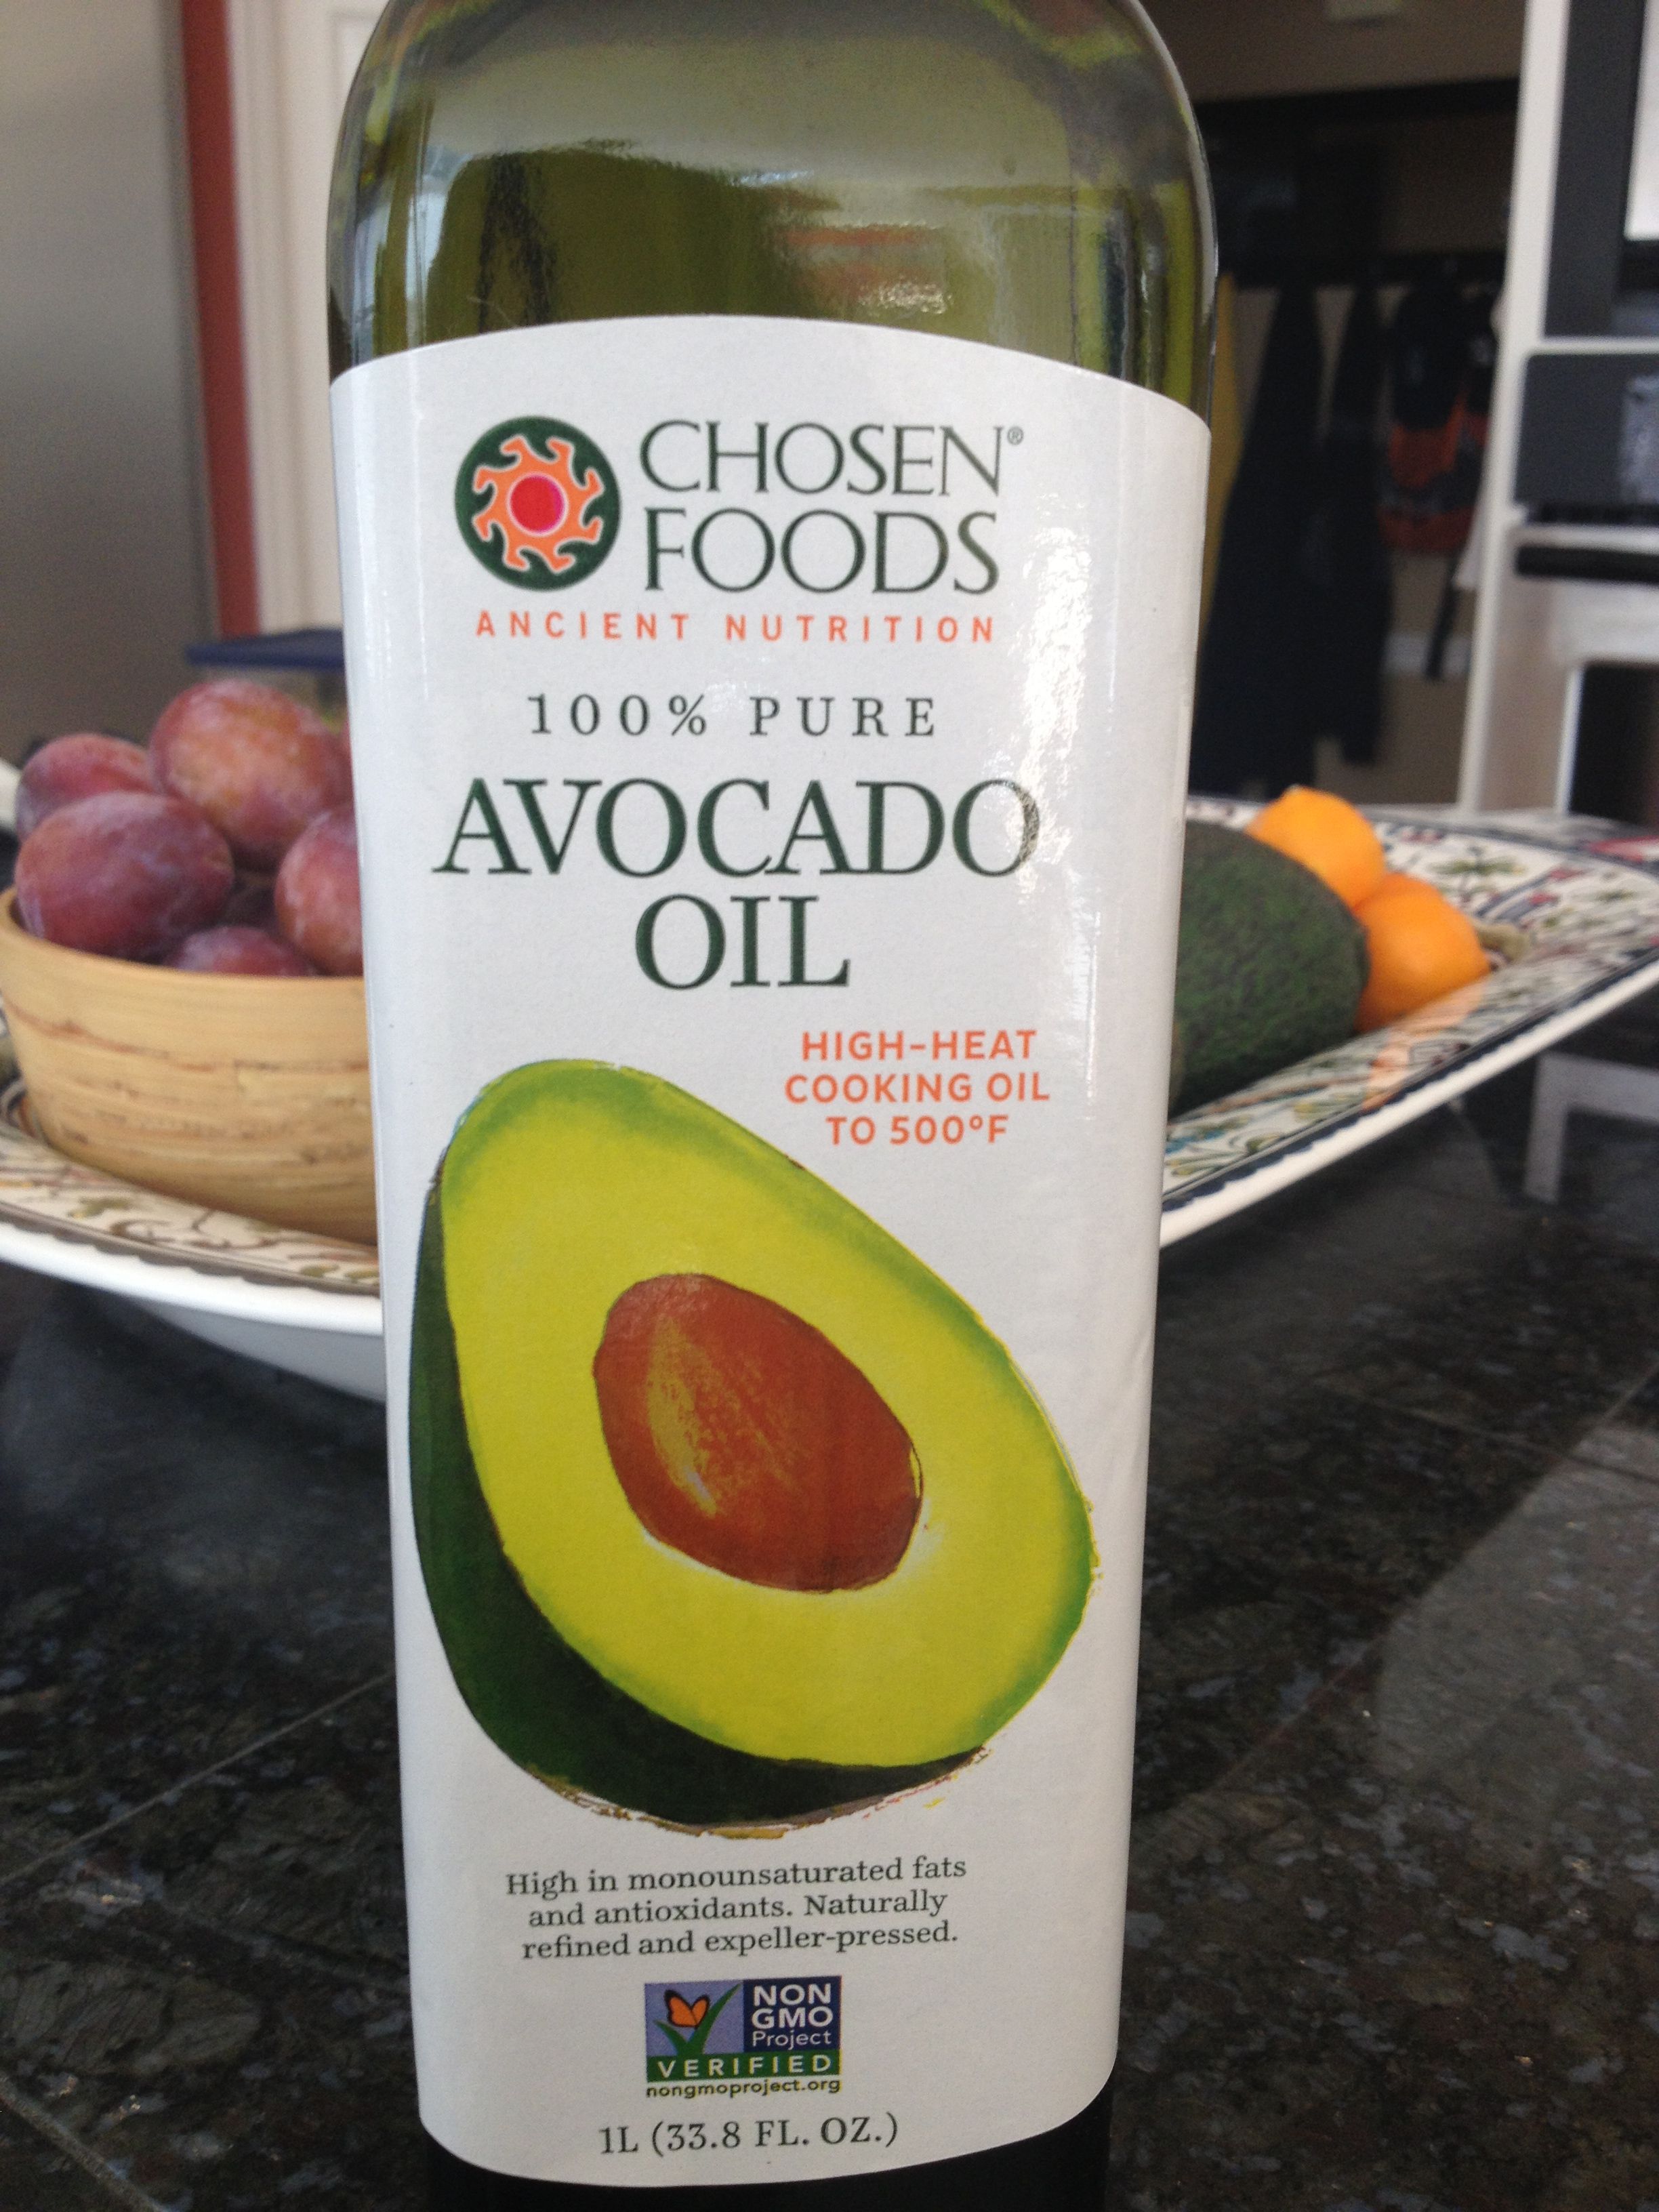 CHOSEN®
FOODS
ANCIENT NUTRITION
100% PURE
AVOCADO
OIL
HIGH-HEAT
COOKING OIL
TO 500°F
High in monounsaturated fats
and antioxidants. Naturally
refined and expeller-pressed.
NON
GMO
Project
VERIFIED
nongmoproject.org
1L (33.8 FL. OZ.)